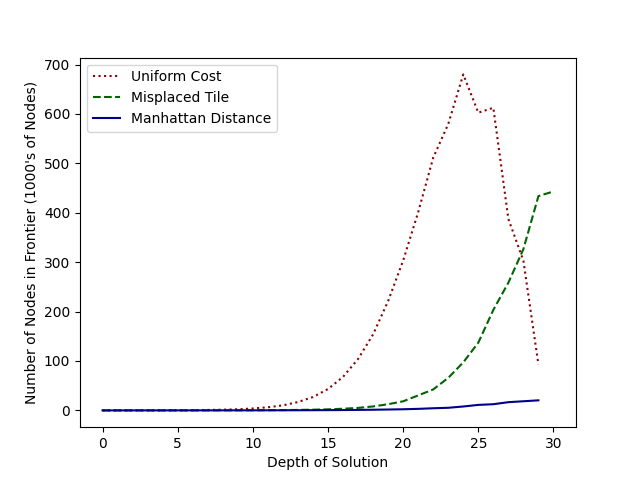 Uniform Cost
Misplaced Tile
Manhattan Distance
Number of Nodes in Frontier (1000's of Nodes)
700
600
500
400
300
200
100
0
0 5 10 15 20 25 30
Depth of Solution